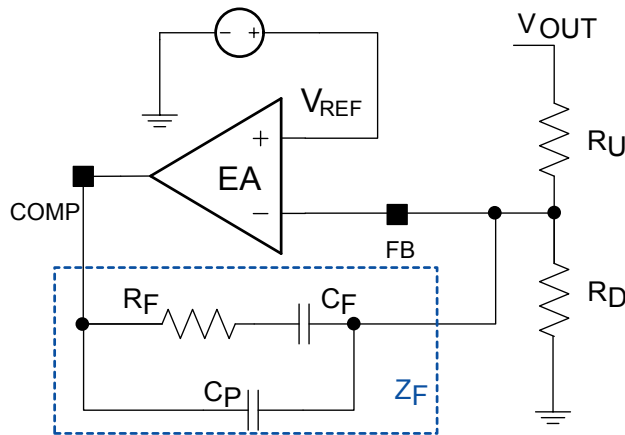 VOUT
- +
VREF
RU
+
EA
COMP
−
FB
RF
CF
RD
CP
ZF